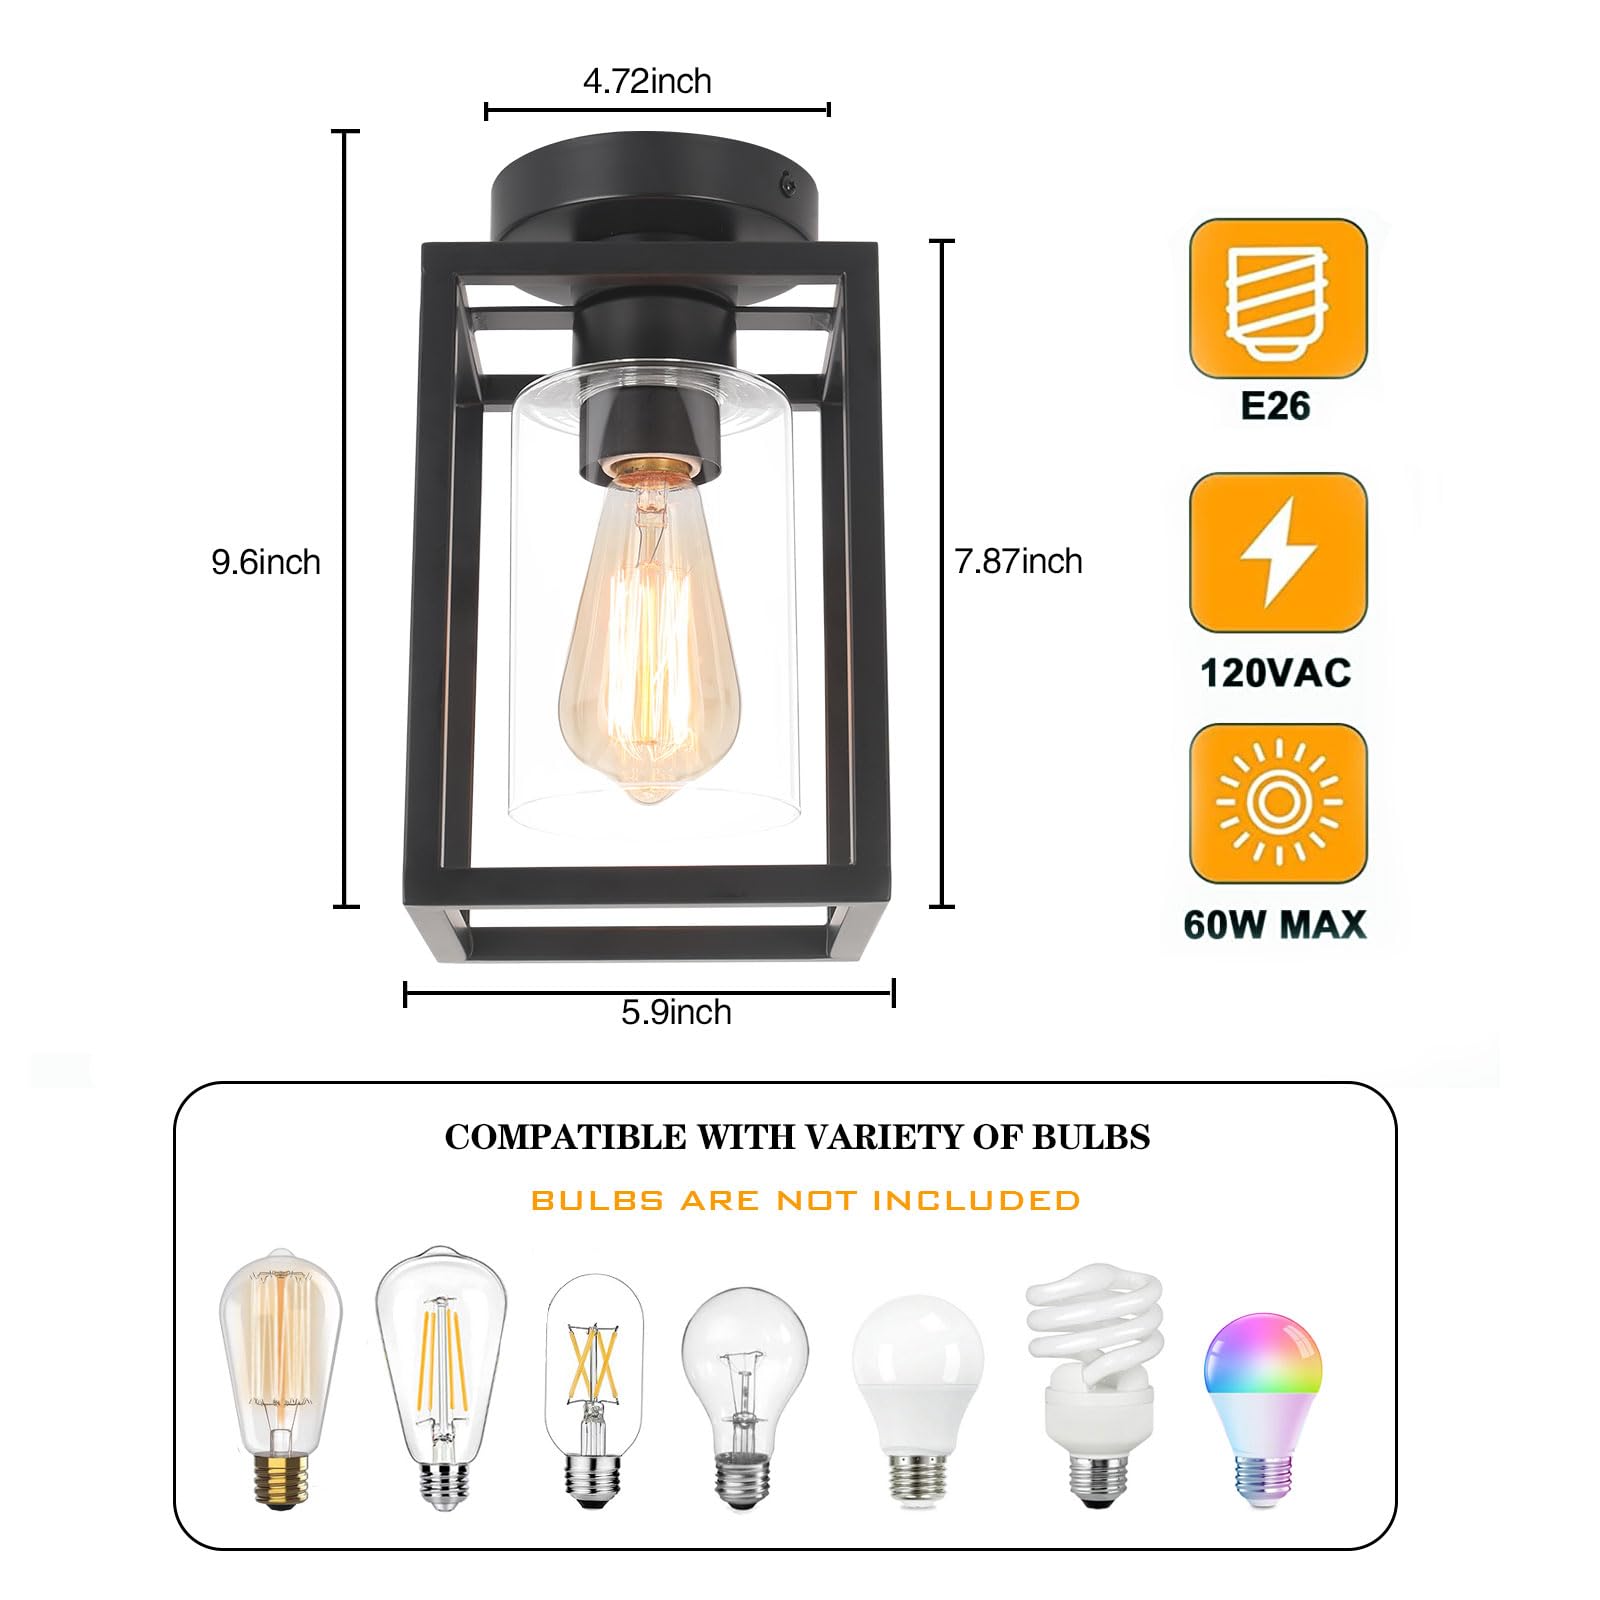 4.72inch
9.6inch
7.87inch
5.9inch
E26
120VAC
60W MAX
COMPATIBLE WITH VARIETY OF BULBS
BULBS ARE NOT INCLUDED